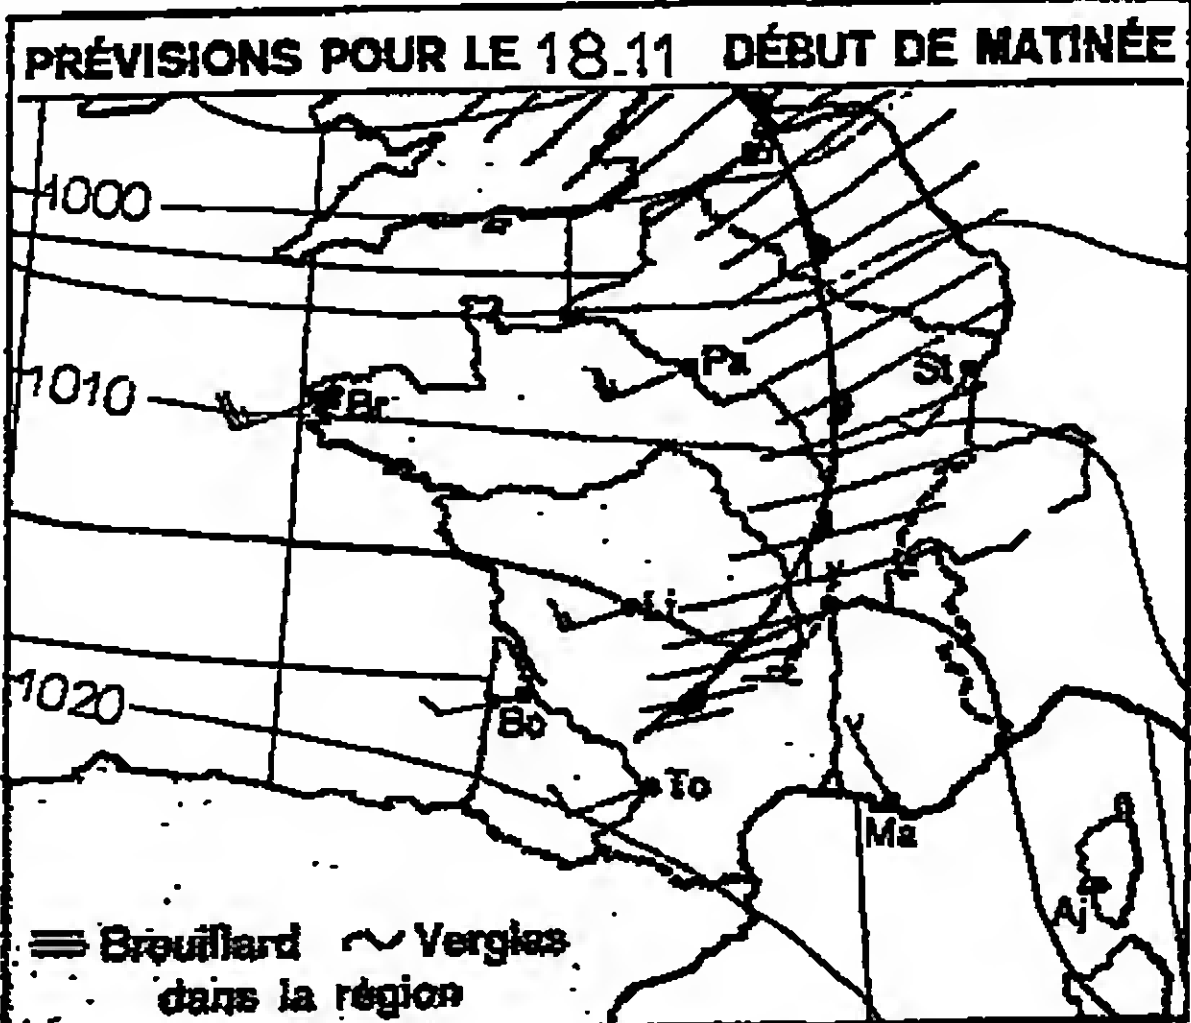 PRÉVISIONS POUR LE 18.11 DÉBUT DE MATINÉE
1000
1010
Pa
St
Br
Li
Ly
1020
Bo
To
Ma
Aj
Brouillard
Verglas
dans la région